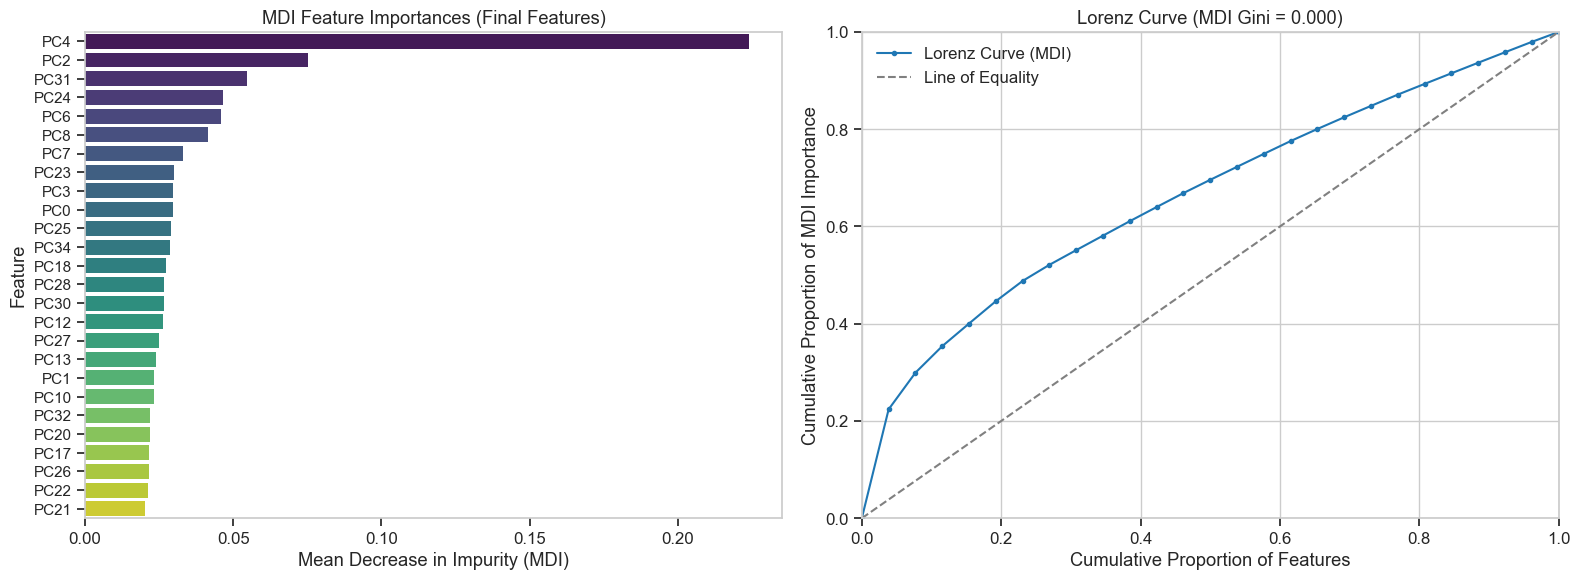 MDI Feature Importances (Final Features)
Feature
PC4
PC2
PC31
PC24
PC6
PC8
PC7
PC23
PC3
PC0
PC25
PC34
PC18
PC28
PC30
PC12
PC27
PC13
PC1
PC10
PC32
PC20
PC17
PC26
PC22
PC21
0.00 0.05 0.10 0.15 0.20
Mean Decrease in Impurity (MDI)
Lorenz Curve (MDI Gini = 0.000)
Lorenz Curve (MDI)
Line of Equality
Cumulative Proportion of MDI Importance
1.0
0.8
0.6
0.4
0.2
0.0
0.0 0.2 0.4 0.6 0.8 1.0
Cumulative Proportion of Features